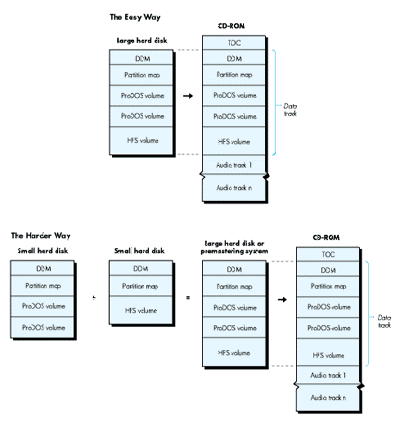 The Easy Way
Large hard disk
DDM
Partition map
ProDOS volume
ProDOS volume
HFS volume
CD-ROM
TOC
DDM
Partition map
ProDOS volume
ProDOS volume
HFS volume
Audio track 1
Audio track n
Data
track
The Harder Way
Small hard disk
DDM
Partition map
ProDOS volume
ProDOS volume
+
Small hard disk
DDM
Partition map
HFS volume
=
Large hard disk or
premastering system
DDM
Partition map
ProDOS volume
ProDOS volume
HFS volume
CD-ROM
TOC
DDM
Partition map
ProDOS volume
ProDOS volume
HFS volume
Audio track 1
Audio track n
Data
track